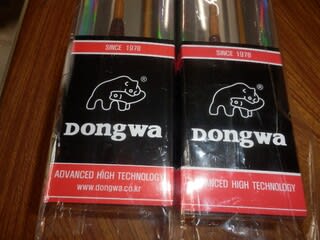 SINCE 1978
®
DONGWA
ADVANCED HIGH TECHNOLOGY
www.dongwa.co.kr
SINCE 1978
®
DONGWA
ADVANCED HIGH TECHNOLOGY